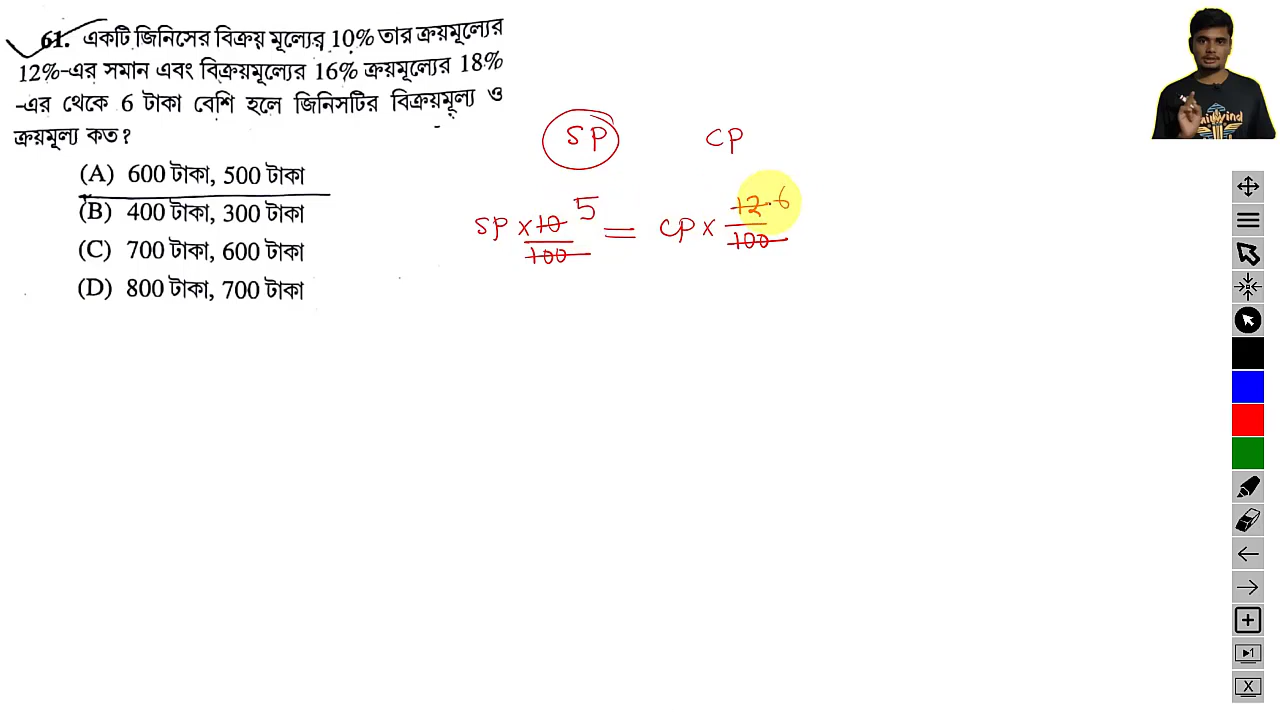 61. একটি জিনিসের বিক্রয় মূল্যের 10% তার ক্রয়মূল্যের
12%-এর সমান এবং বিক্রয়মূল্যের 16% ক্রয়মূল্যের 18%
-এর থেকে 6 টাকা বেশি হলে জিনিসটির বিক্রয়মূল্য ও
ক্রয়মূল্য কত?
(A) 600 টাকা, 500 টাকা
(B) 400 টাকা, 300 টাকা
(C) 700 টাকা, 600 টাকা
(D) 800 টাকা, 700 টাকা
SP CP
SP × 10/100 5 = CP × 12/100 6